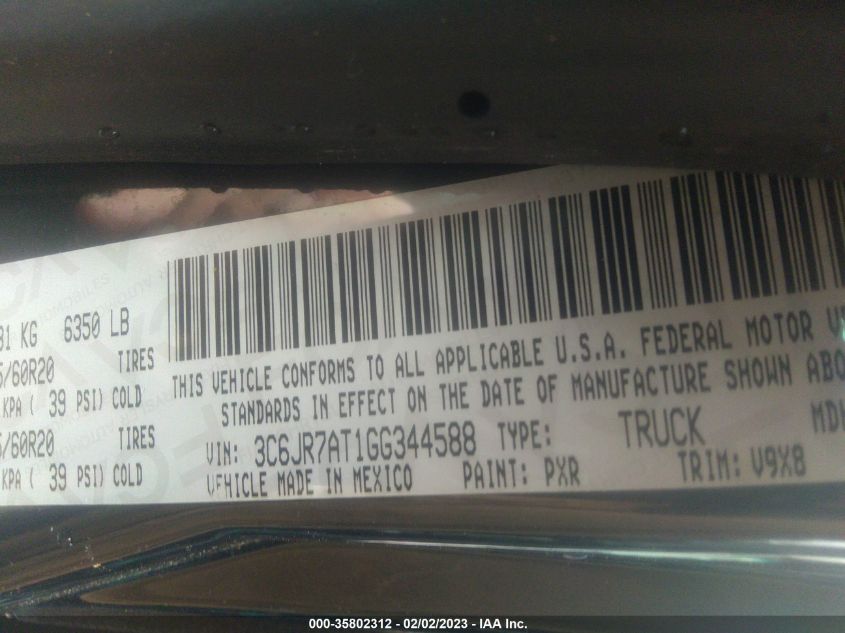 81 KG 6350 LB
5/60R20 TIRES
KPA ( 39 PSI) COLD
5/60R20 TIRES
KPA ( 39 PSI) COLD
THIS VEHICLE CONFORMS TO ALL APPLICABLE U.S.A. FEDERAL MOTOR
STANDARDS IN EFFECT ON THE DATE OF MANUFACTURE SHOWN ABO
VIN: 3C6JR7AT1GG344588 TYPE: TRUCK MDH
VEHICLE MADE IN MEXICO PAINT: PXR TRIM: V9X8
000-35802312 - 02/02/2023 - IAA Inc.